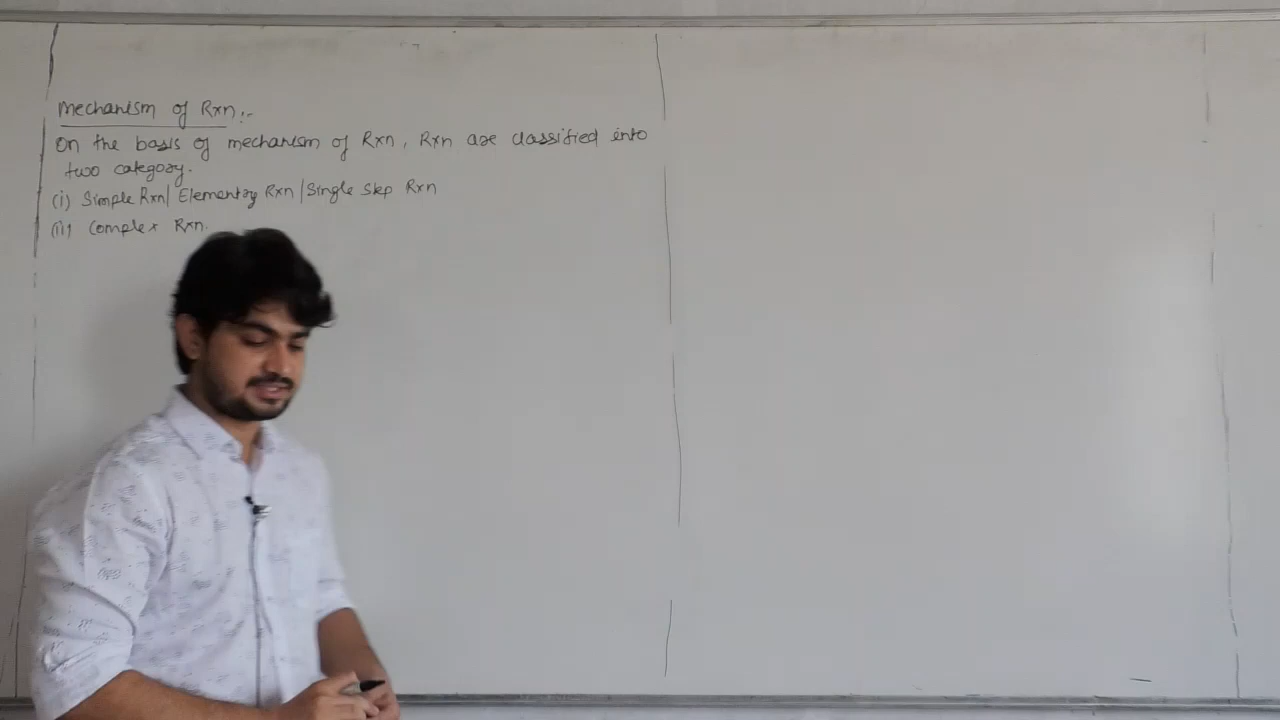 Mechanism of Rxn:-
On the basis of mechanism of Rxn, Rxn are classified into
two category.
(i) Simple Rxn/ Elementry Rxn /Single step Rxn
(ii) Complex Rxn.